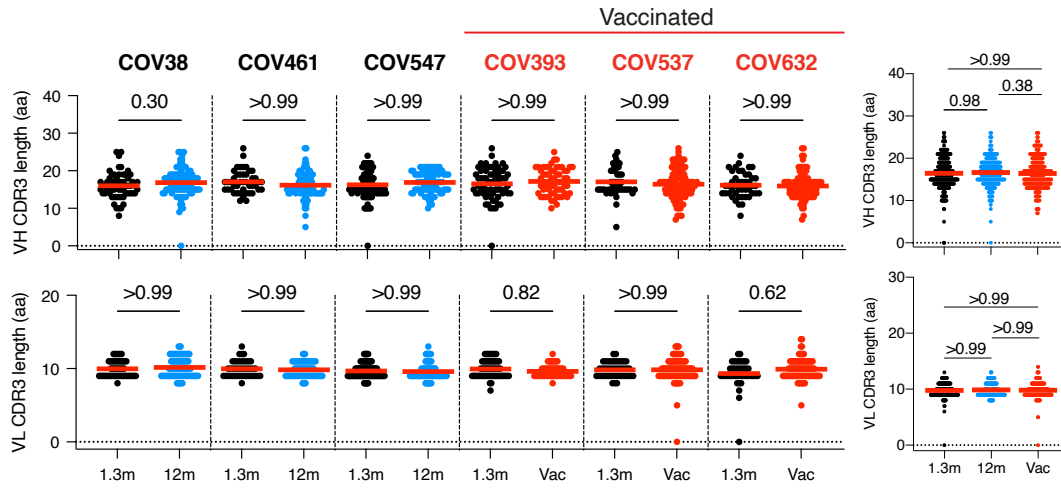 Vaccinated
COV38 COV461 COV547 COV393 COV537 COV632
VH CDR3 length (aa)
40
30
20
10
0
0.30 >0.99 >0.99 >0.99 >0.99 >0.99
VH CDR3 length (aa)
40
30
20
10
0
>0.99
0.38
0.98
VL CDR3 length (aa)
20
10
0
>0.99 >0.99 >0.99 0.82 >0.99 0.62
1.3m 12m 1.3m 12m 1.3m 12m 1.3m Vac 1.3m Vac 1.3m Vac
VL CDR3 length (aa)
30
20
10
0
>0.99
>0.99
>0.99
1.3m 12m Vac